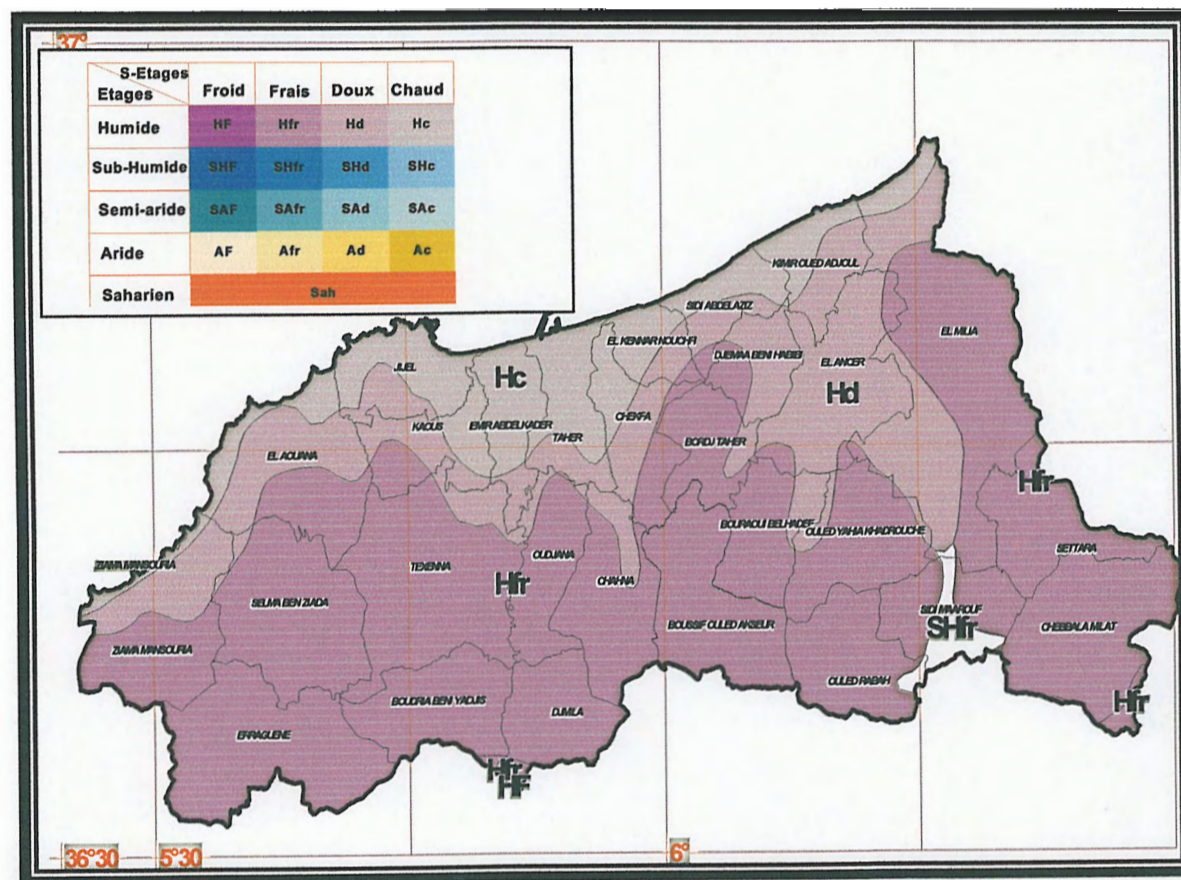 37°
S-Etages
Etages Froid Frais Doux Chaud
Humide HF Hfr Hd Hc
Sub-Humide SHF SHfr SHd SHc
Semi-aride SAF SAfr SAd SAc
Aride AF Afr Ad Ac
Saharien Sah
KIMIR OUED ADJOUL
SIDI ABDELAZIZ
EL MILIA
EL KENNAR NOUCHFI
DJEMAA BENI HABIBI
EL ANCER
JIJEL
Hc
Hd
CHEKFA
KAOUS
EMIR ABDELKADER
TAHER
BORDJ TAHER
EL AOUANA
Hfr
BOURAOUI BELHADEF
OULED YAHIA KHADROUCHE
SETTARA
ZIAMA MANSOURIA
TEXENNA
OUDJANA
CHAHNA
Hfr
SELMA BEN ZIADA
SIDI MAAROUF
SHfr
BOUSSIF OULED AKSEUR
CHEBBALA MLAT
ZIAMA MANSOURIA
OULED RABAH
BOUDRIA BENI YADJIS
DJMILA
Hfr
ERRAGUENE
Hfr
HF
36°30
5°30
6°